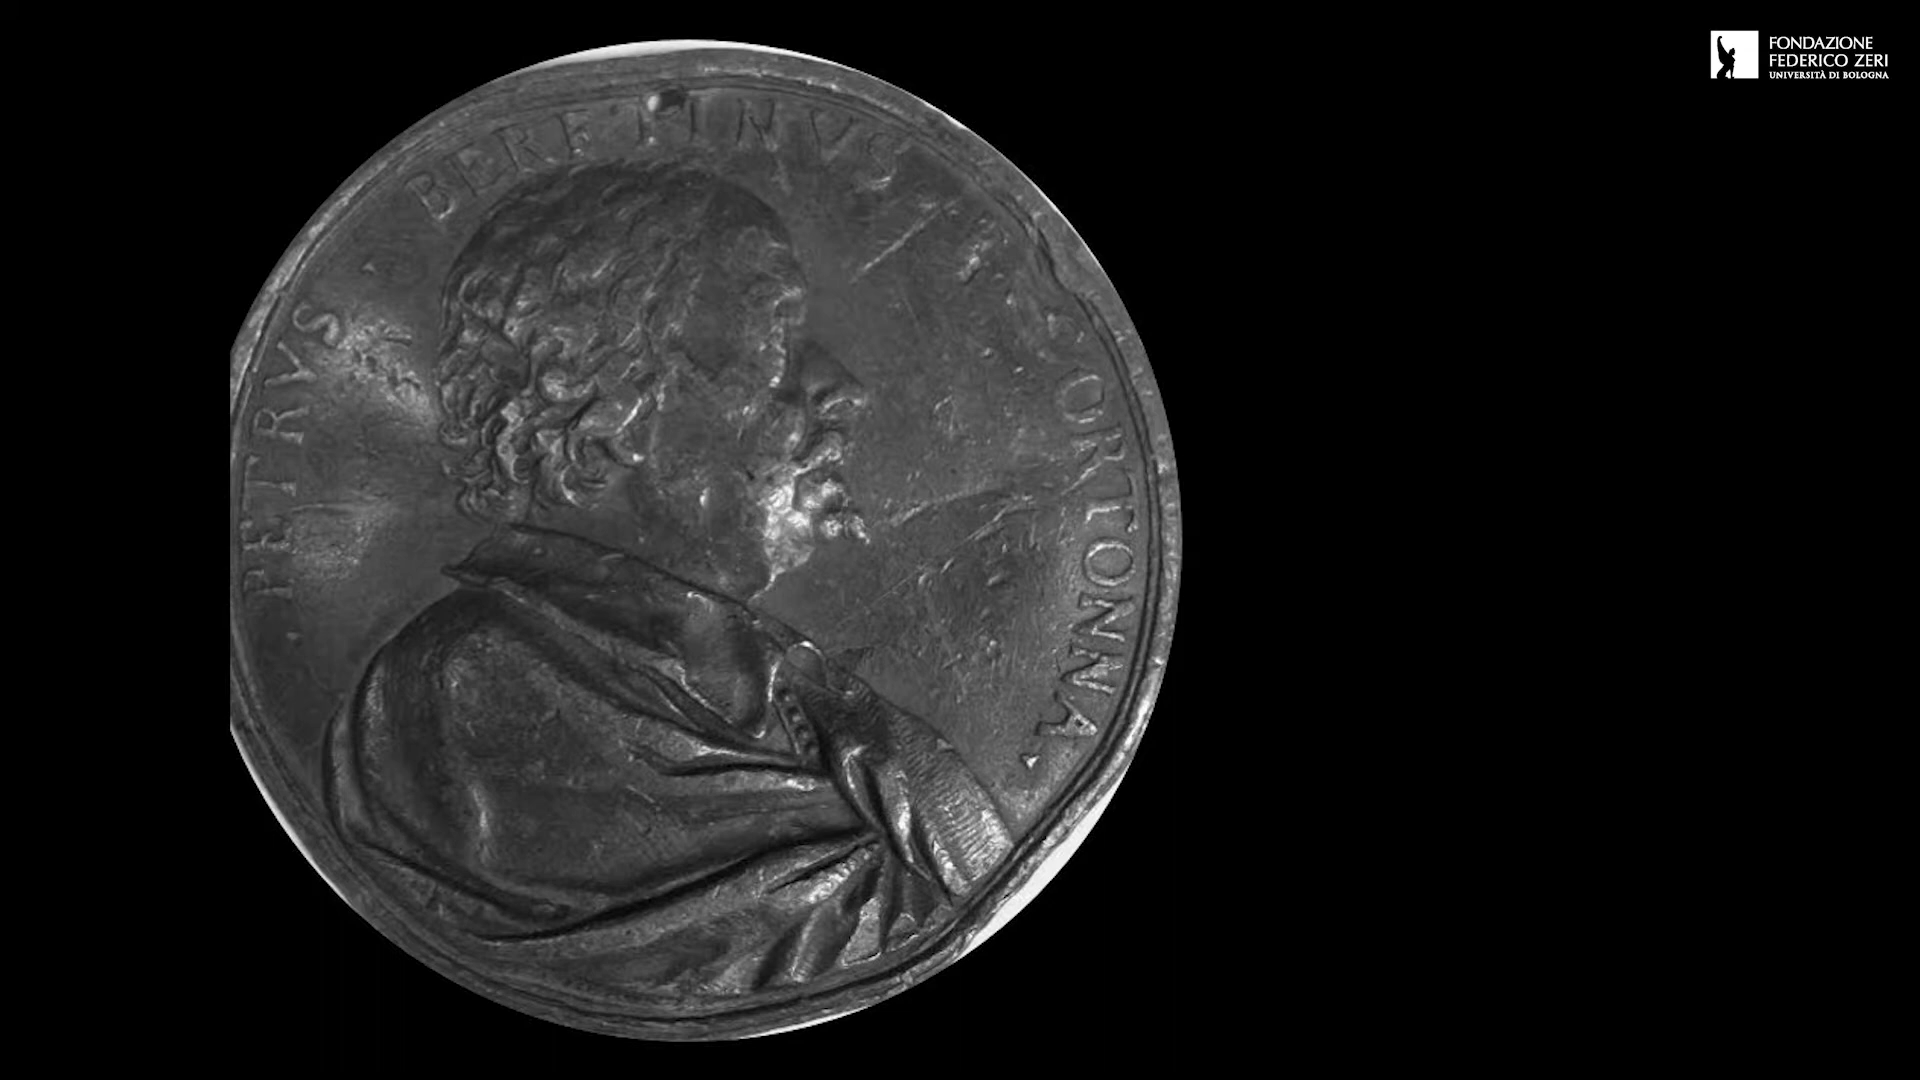 PETRVS BERETINVS CORTONNA.
FONDAZIONE
FEDERICO ZERI
UNIVERSITÀ DI BOLOGNA